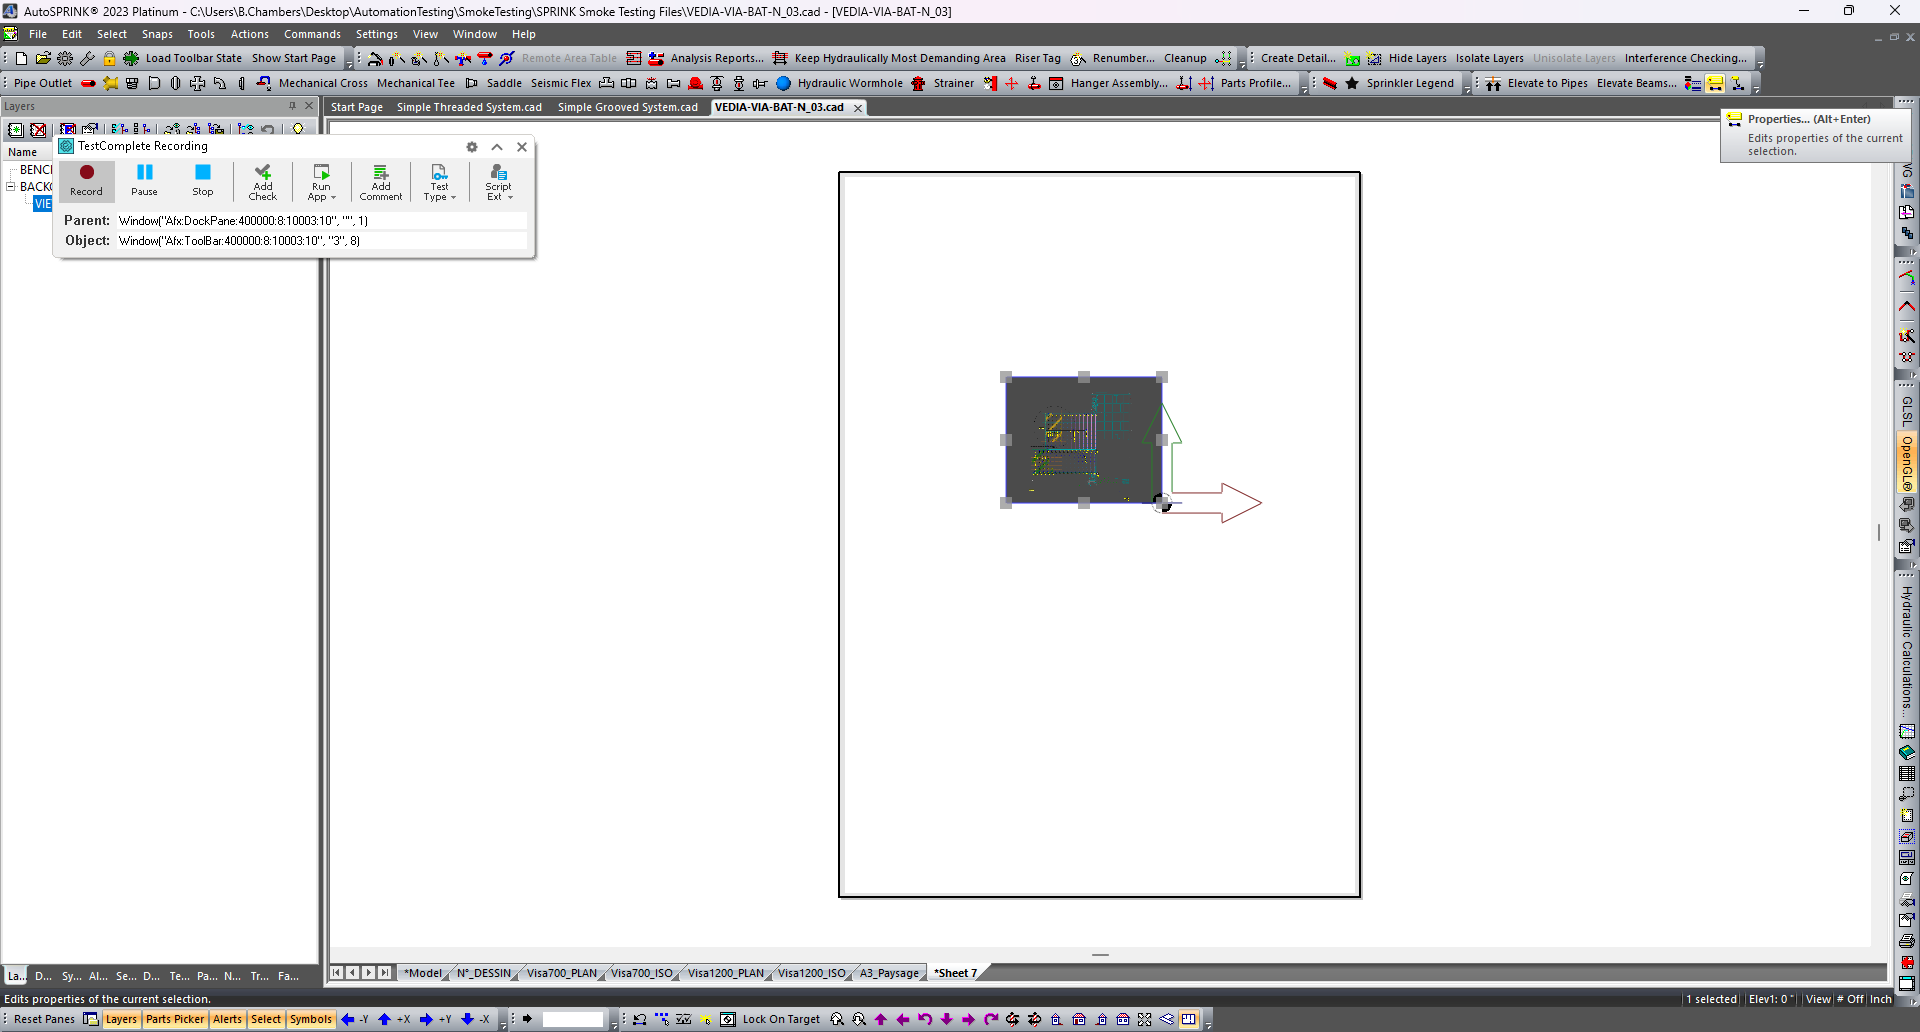 AutoSPRINK® 2023 Platinum - C:\Users\B.Chambers\Desktop\AutomationTesting\SmokeTesting\SPRINK Smoke Testing Files\VEDIA-VIA-BAT-N_03.cad - [VEDIA-VIA-BAT-N_03]
File Edit Select Snaps Tools Actions Commands Settings View Window Help
Load Toolbar State Show Start Page Remote Area Table Analysis Reports... Keep Hydraulically Most Demanding Area Riser Tag Renumber... Cleanup Create Detail... Hide Layers Isolate Layers Unisolate Layers Interference Checking...
Pipe Outlet Mechanical Cross Mechanical Tee Saddle Seismic Flex Hydraulic Wormhole Strainer Hanger Assembly... Parts Profile... Sprinkler Legend Elevate to Pipes Elevate Beams...
Layers
Start Page Simple Threaded System.cad Simple Grooved System.cad VEDIA-VIA-BAT-N_03.cad
Properties... (Alt+Enter)
Edits properties of the current
selection.
Name
TestComplete Recording
Record Pause Stop Add Check Run App Add Comment Test Type Script Ext
Parent: Window("Afx:DockPane:400000:8:10003:10", "", 1)
Object: Window("Afx:ToolBar:400000:8:10003:10", "3", 8)
BENC
BACK
VIE
VG
GLSL
OpenGL®
Hydraulic Calculations...
La... D... Sy... Al... Se... D... Te... Pa... N... Tr... Fa...
*Model N°_DESSIN Visa700_PLAN Visa700_ISO Visa1200_PLAN Visa1200_ISO A3_Paysage *Sheet 7
Edits properties of the current selection.
1 selected Elev1: 0" View # Off Inch
Reset Panes Layers Parts Picker Alerts Select Symbols -Y +X +Y -X Lock On Target